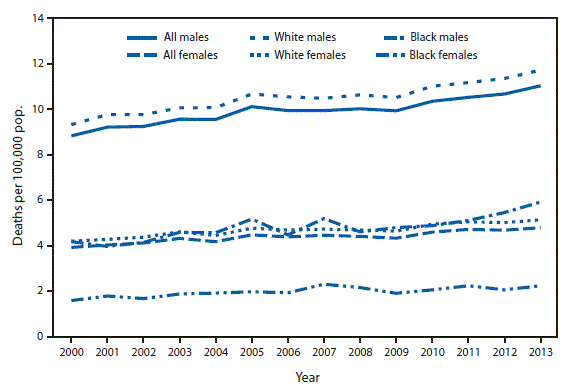 14
12
10
8
6
4
2
0
Deaths per 100,000 pop.
All males White males Black males
All females White females Black females
2000 2001 2002 2003 2004 2005 2006 2007 2008 2009 2010 2011 2012 2013
Year